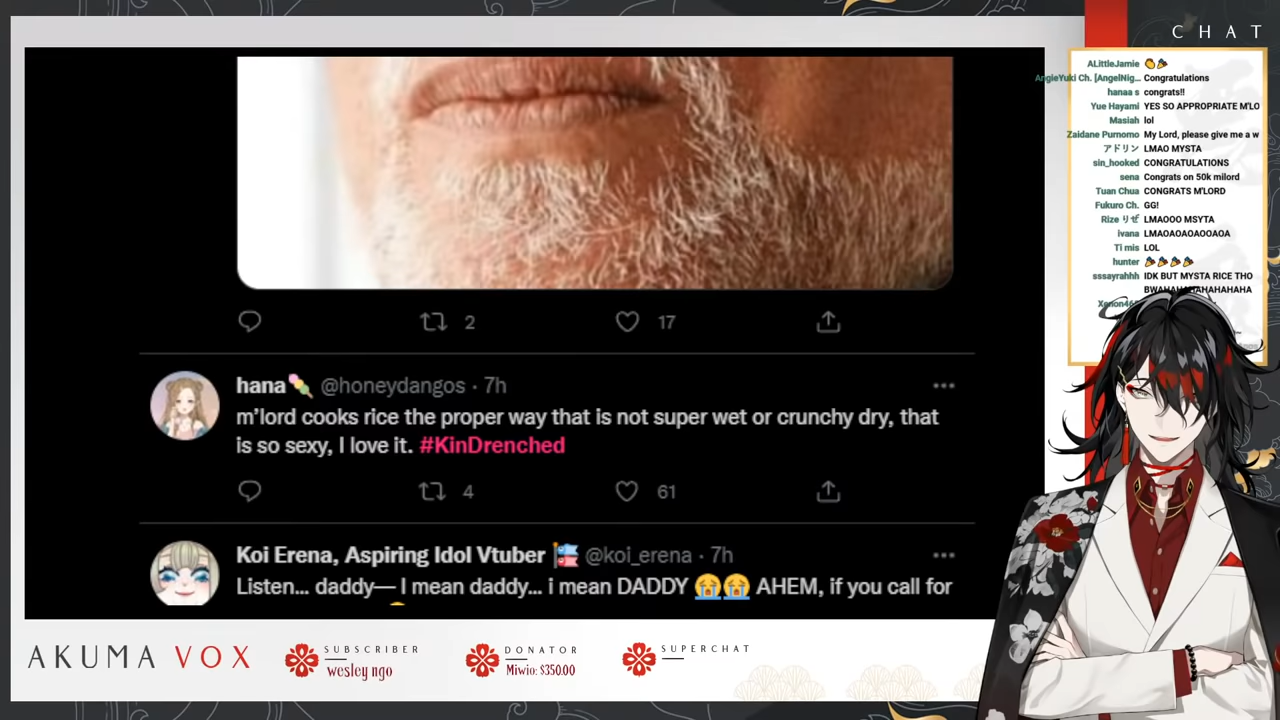 CHAT
ALittleJamie 👏🎉
AngieYuki Ch. [AngelNig... Congratulations
hanaa s congrats!!
Yue Hayami YES SO APPROPRIATE M'LO
Masiah lol
Zaidane Purnomo My Lord, please give me a w
アドリン LMAO MYSTA
sin_hooked CONGRATULATIONS
sena Congrats on 50k milord
Tuan Chua CONGRATS M'LORD
Fukuro Ch. GG!
Rize りぜ LMAOOO MSYTA
ivana LMAOAOAOAOOAOA
Ti mis LOL
hunter 🎉🎉🎉🎉
sssayrahhh IDK BUT MYSTA RICE THO
2 17
hana🍡 @honeydangos · 7h
m'lord cooks rice the proper way that is not super wet or crunchy dry, that
is so sexy, I love it. #KinDrenched
4 61
Koi Erena, Aspiring Idol Vtuber @koi_erena · 7h
Listen... daddy— I mean daddy... i mean DADDY 😭😭 AHEM, if you call for
AKUMA VOX
SUBSCRIBER
wesley ngo
DONATOR
Miwio: $350.00
SUPERCHAT